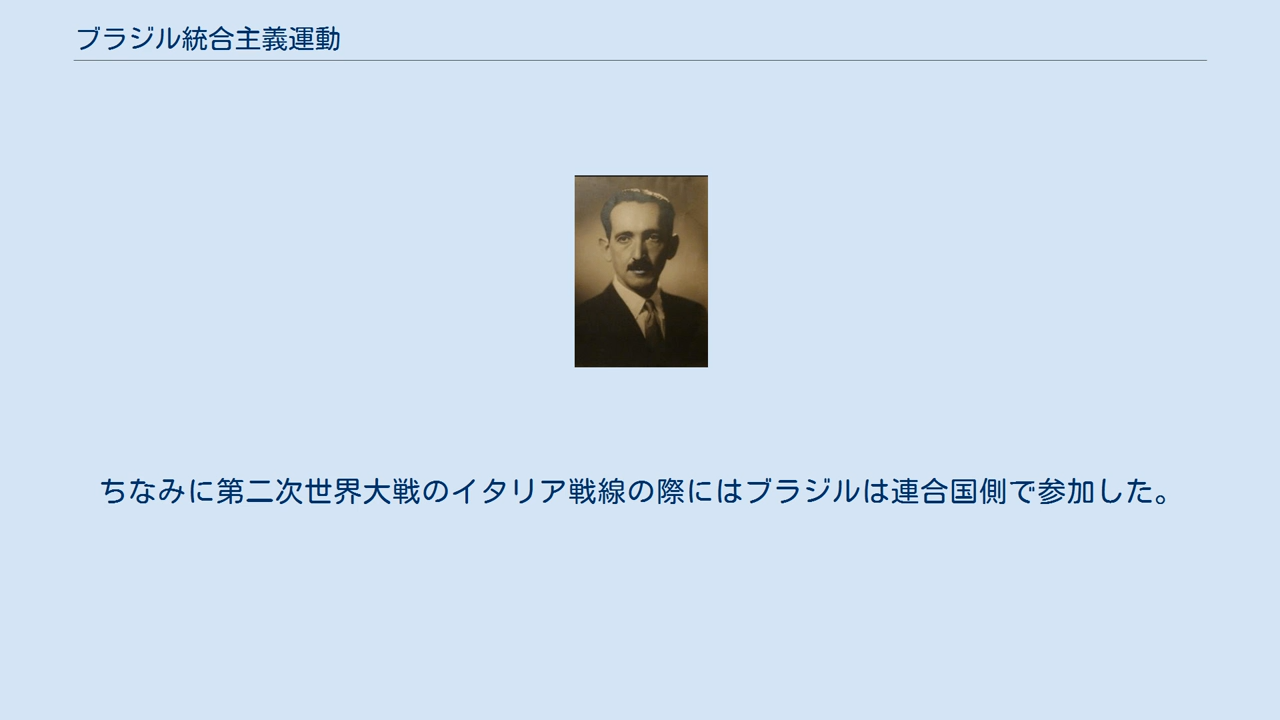 ブラジル統合主義運動
ちなみに第二次世界大戦のイタリア戦線の際にはブラジルは連合国側で参加した。